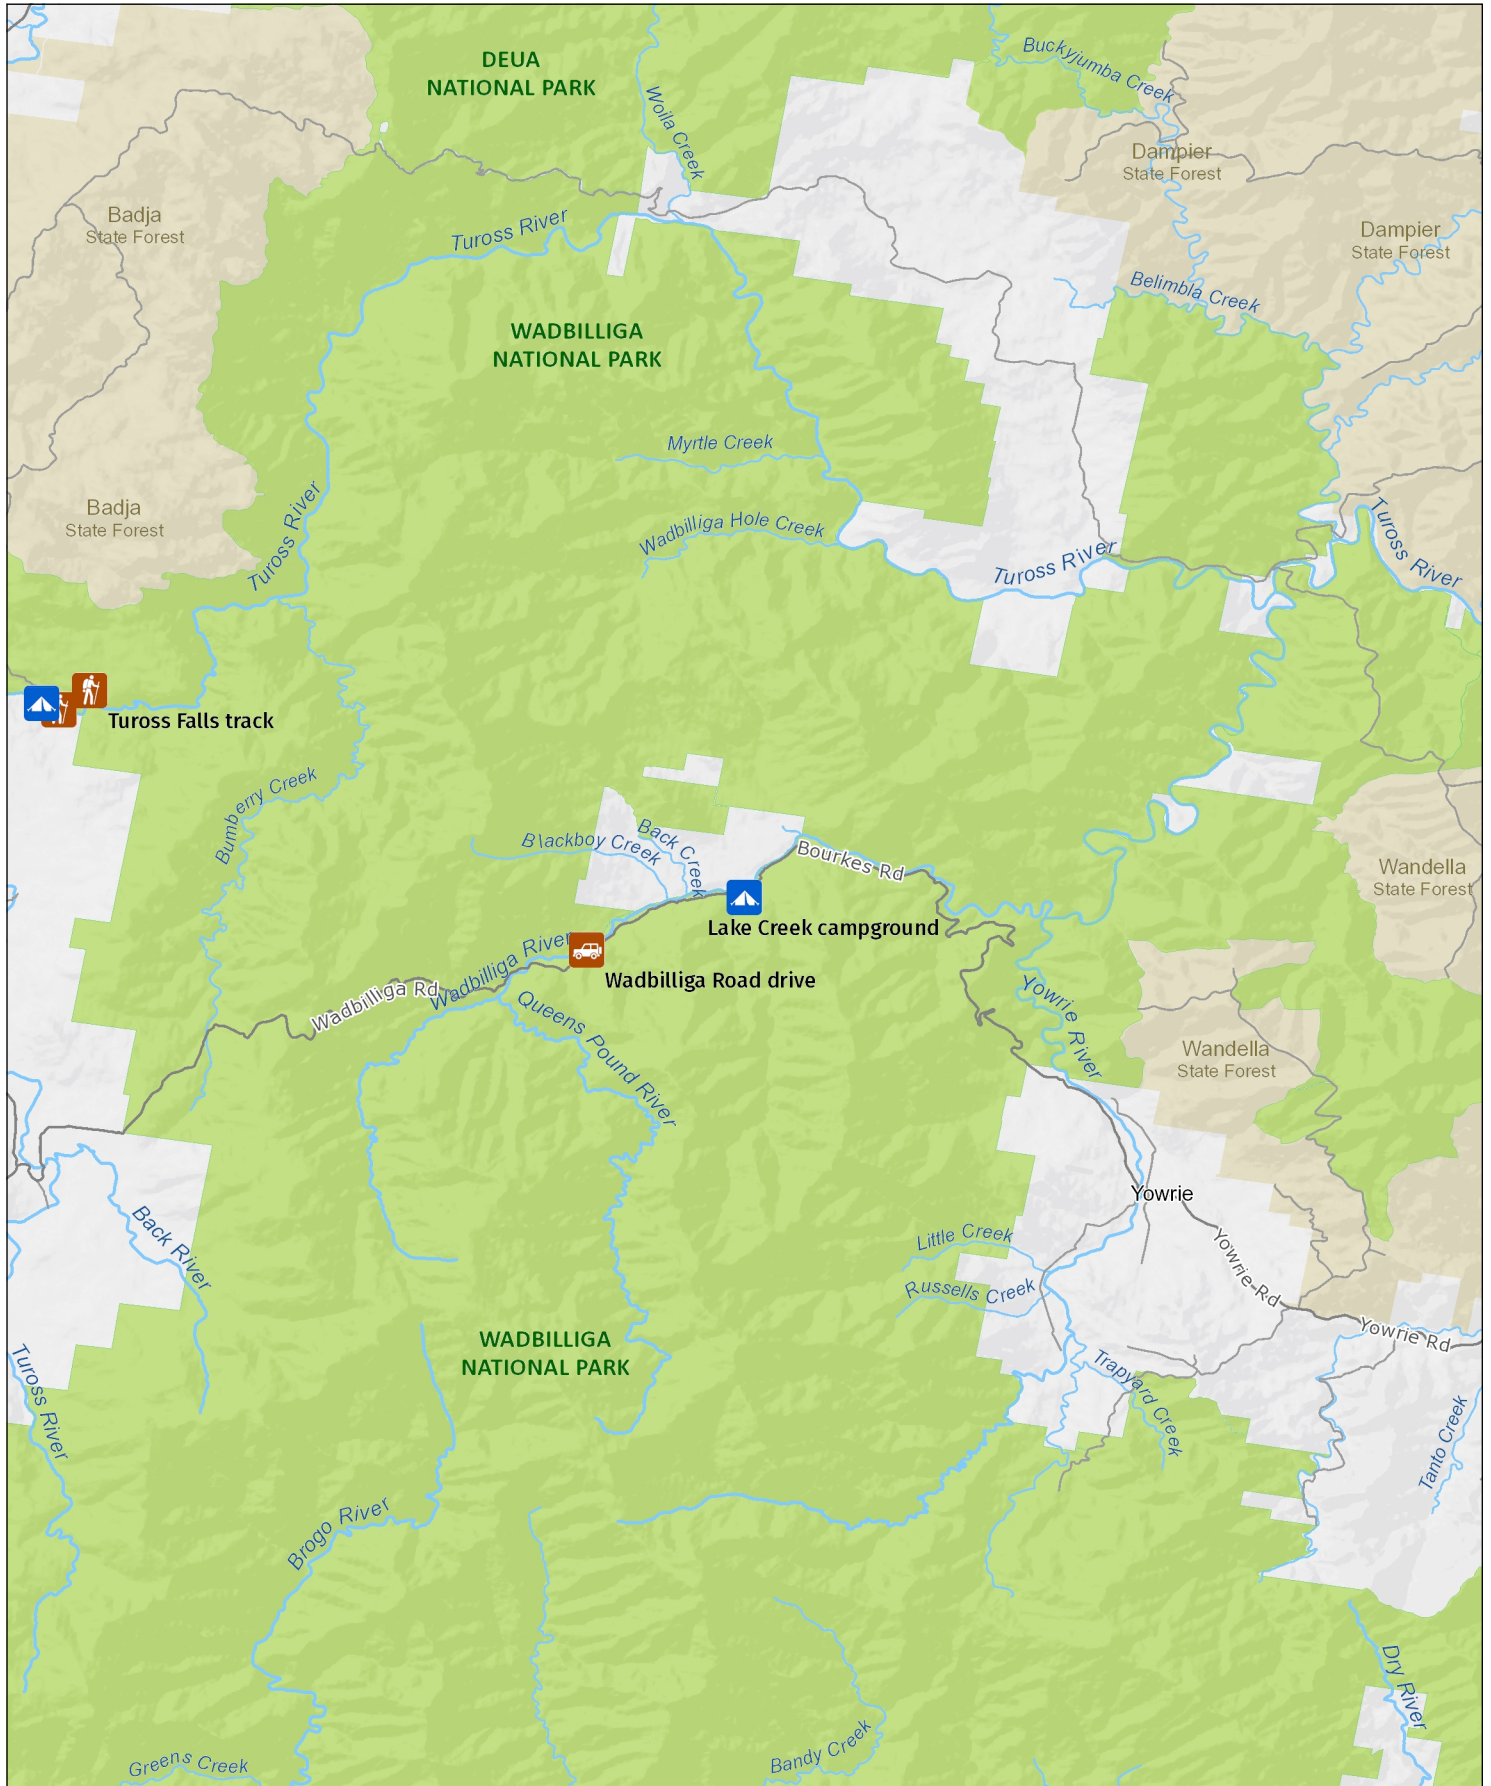 DEUA
NATIONAL PARK
Buckyjumba Creek
Woila Creek
Dampier
State Forest
Badja
State Forest
Tuross River
Dampier
State Forest
Belimbla Creek
WADBILLIGA
NATIONAL PARK
Myrtle Creek
Badja
State Forest
Tuross River
Wadbilliga Hole Creek
Tuross River
Tuross River
Tuross Falls track
Bumberry Creek
Blackboy Creek
Back Creek
Bourkes Rd
Wandella
State Forest
Lake Creek campground
Wadbilliga River
Wadbilliga Road drive
Wadbilliga Rd
Queens Pound River
Yowrie River
Wandella
State Forest
Yowrie
Back River
Little Creek
Yowrie Rd
Russells Creek
WADBILLIGA
NATIONAL PARK
Yowrie Rd
Tuross River
Trapyard Creek
Tanto Creek
Brogo River
Dry River
Greens Creek
Bandy Creek